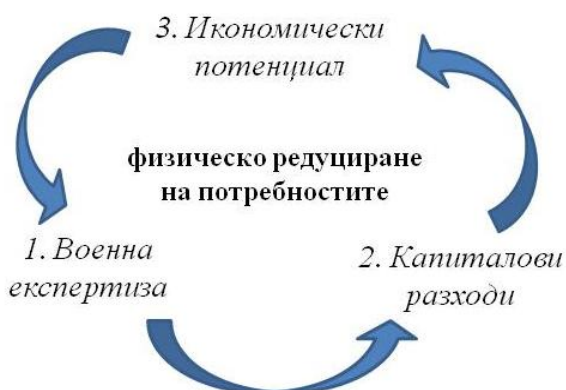 3. Икономически
потенциал
физическо редуциране
на потребностите
1. Военна
експертиза
2. Капиталови
разходи